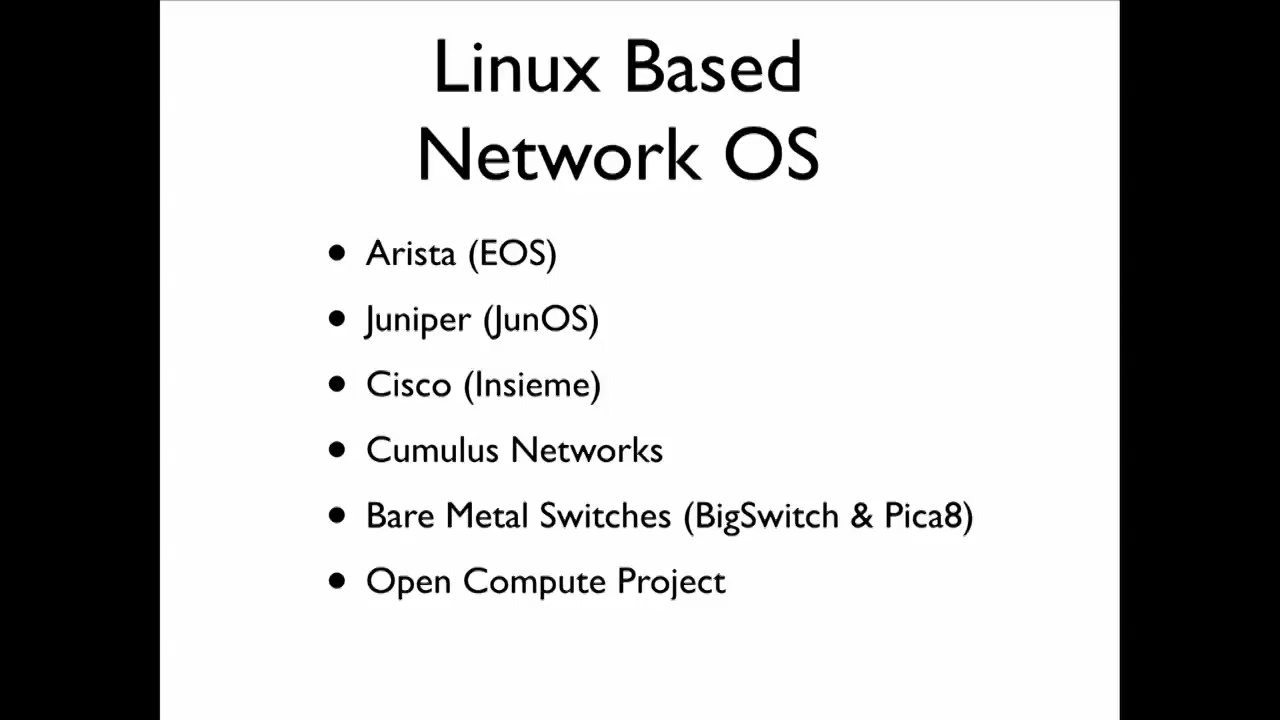 Linux Based
Network OS
• Arista (EOS)
• Juniper (JunOS)
• Cisco (Insieme)
• Cumulus Networks
• Bare Metal Switches (BigSwitch & Pica8)
• Open Compute Project